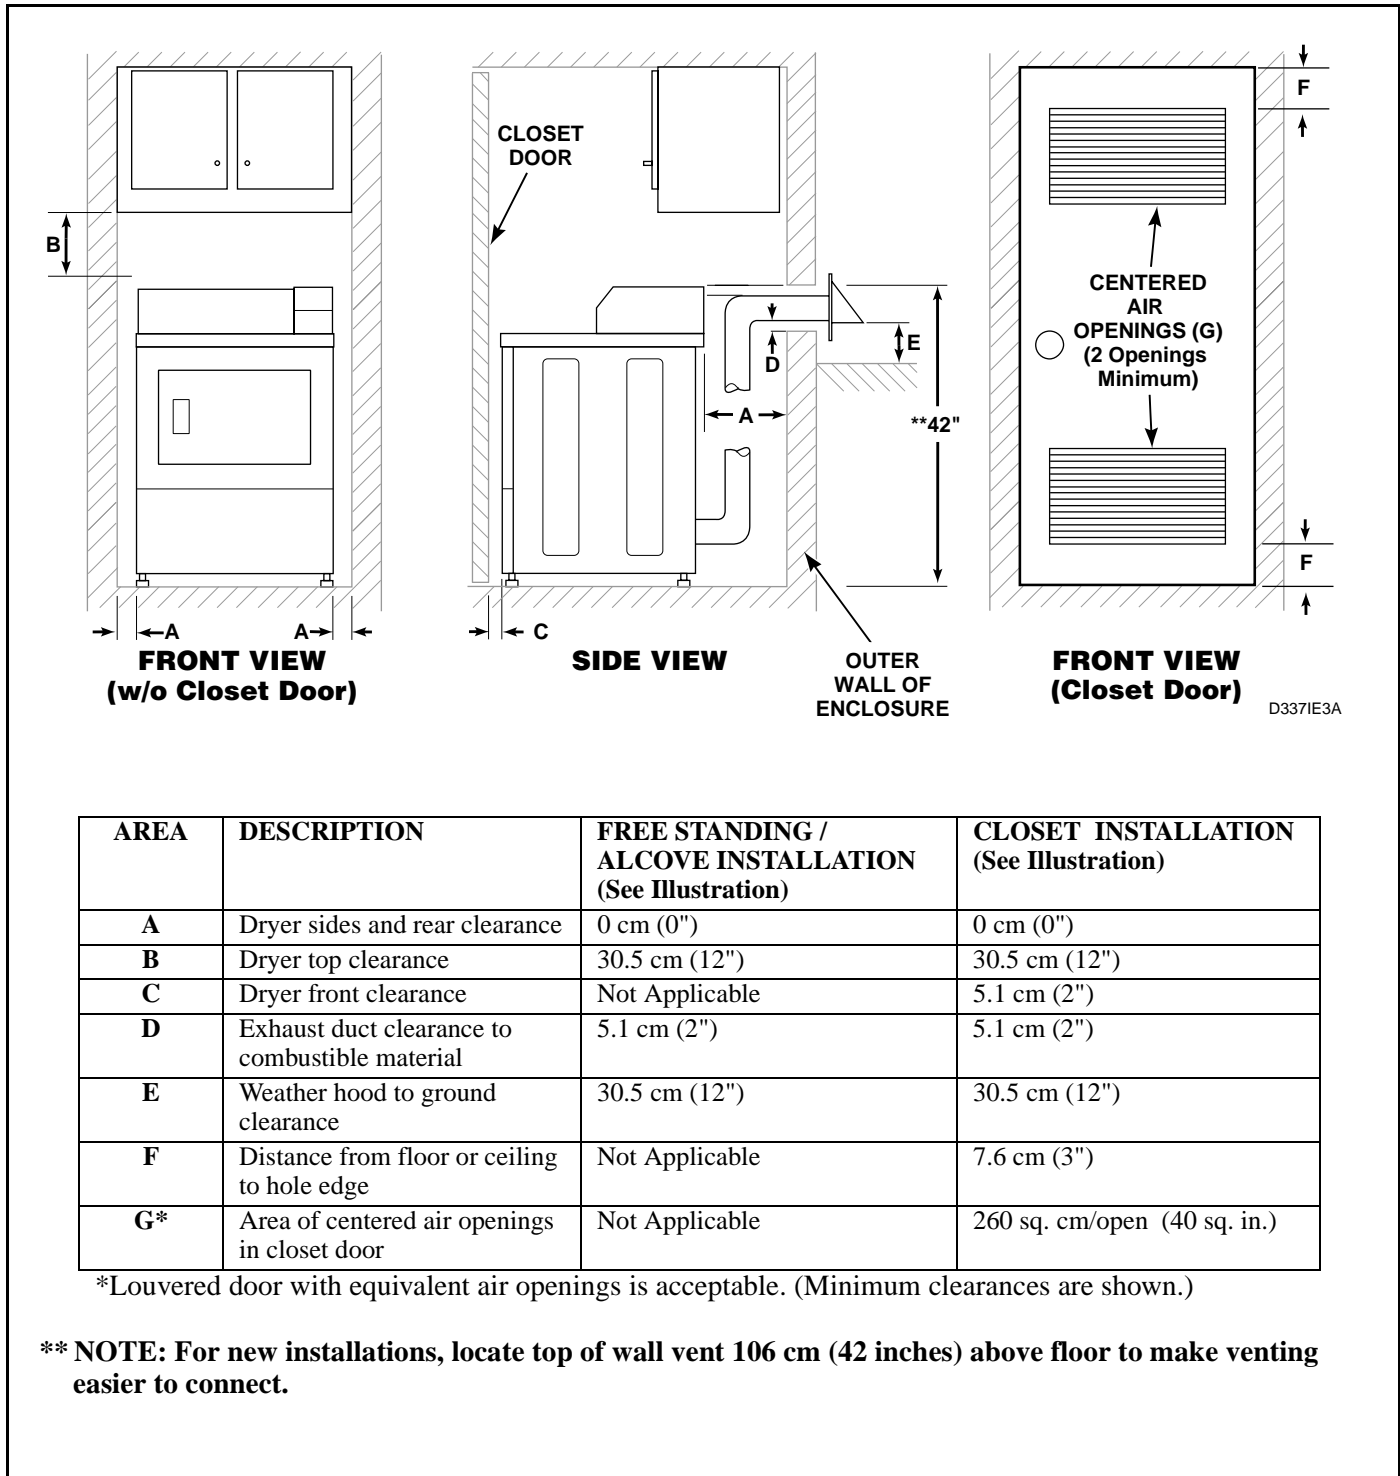 CLOSET
DOOR
F
B
CENTERED
AIR
OPENINGS (G)
(2 Openings
Minimum)
E
D
A
**42"
F
A
A
C
FRONT VIEW
(w/o Closet Door)
SIDE VIEW
OUTER
WALL OF
ENCLOSURE
FRONT VIEW
(Closet Door)
D337IE3A
AREA DESCRIPTION FREE STANDING / CLOSET INSTALLATION
ALCOVE INSTALLATION (See Illustration)
(See Illustration)
A Dryer sides and rear clearance 0 cm (0") 0 cm (0")
B Dryer top clearance 30.5 cm (12") 30.5 cm (12")
C Dryer front clearance Not Applicable 5.1 cm (2")
D Exhaust duct clearance to 5.1 cm (2") 5.1 cm (2")
combustible material
E Weather hood to ground 30.5 cm (12") 30.5 cm (12")
clearance
F Distance from floor or ceiling Not Applicable 7.6 cm (3")
to hole edge
G* Area of centered air openings Not Applicable 260 sq. cm/open (40 sq. in.)
in closet door
*Louvered door with equivalent air openings is acceptable. (Minimum clearances are shown.)
** NOTE: For new installations, locate top of wall vent 106 cm (42 inches) above floor to make venting
easier to connect.